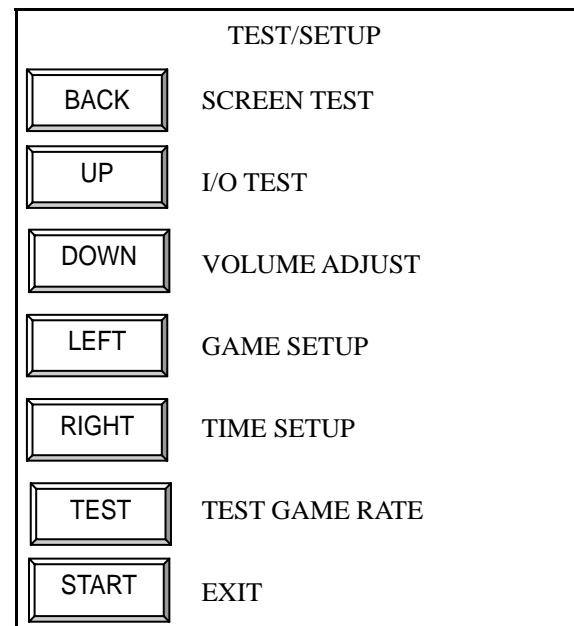 TEST/SETUP
BACK SCREEN TEST
UP I/O TEST
DOWN VOLUME ADJUST
LEFT GAME SETUP
RIGHT TIME SETUP
TEST TEST GAME RATE
START EXIT